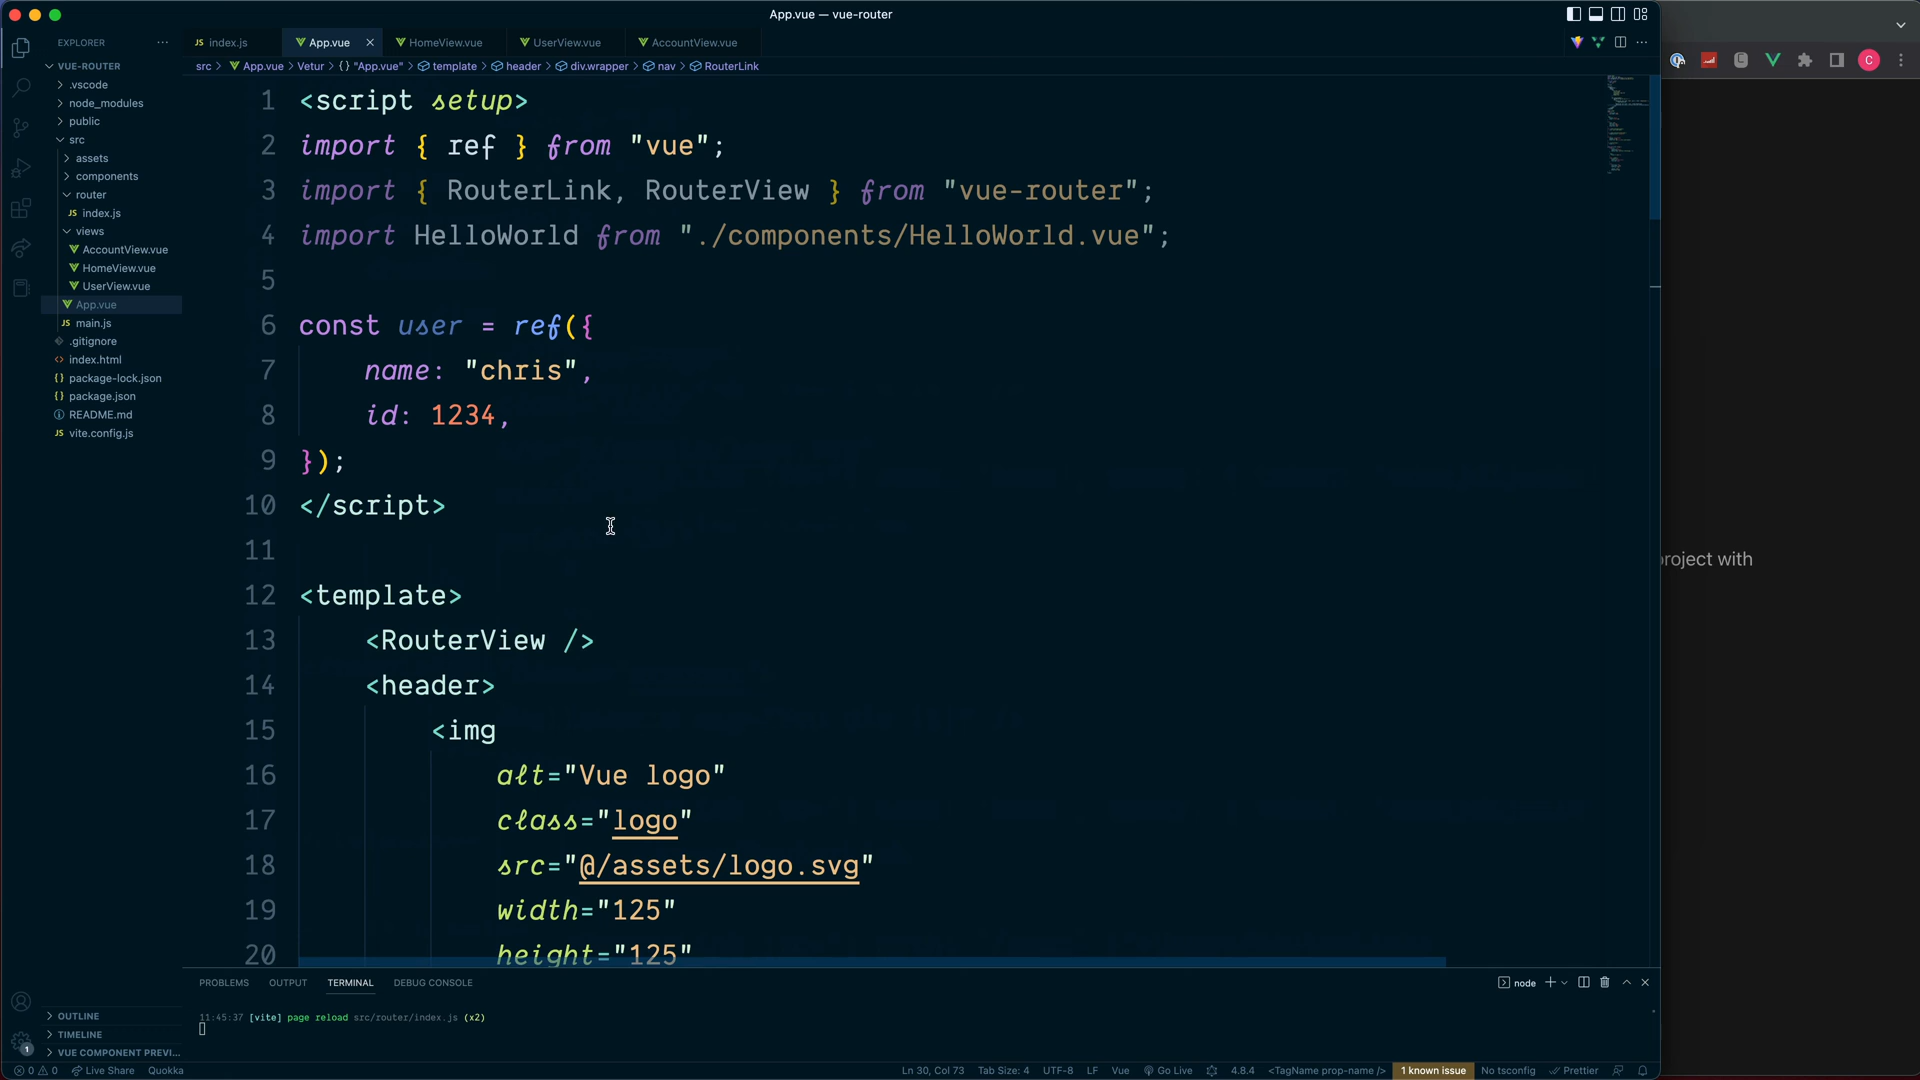 App.vue — vue-router
EXPLORER
index.js
App.vue
HomeView.vue
UserView.vue
AccountView.vue
VUE-ROUTER
src > App.vue > Vetur > {} "App.vue" > template > header > div.wrapper > nav > RouterLink
.vscode
node_modules
public
src
assets
components
router
JS index.js
views
AccountView.vue
HomeView.vue
UserView.vue
App.vue
JS main.js
.gitignore
<> index.html
{} package-lock.json
{} package.json
README.md
JS vite.config.js
1 <script setup>
2 import { ref } from "vue";
3 import { RouterLink, RouterView } from "vue-router";
4 import HelloWorld from "./components/HelloWorld.vue";
5
6 const user = ref({
7 name: "chris",
8 id: 1234,
9 });
10 </script>
11
12 <template>
13 <RouterView />
14 <header>
15 <img
16 alt="Vue logo"
17 class="logo"
18 src="@/assets/logo.svg"
19 width="125"
20 height="125"
C
project with
PROBLEMS OUTPUT TERMINAL DEBUG CONSOLE
node
11:45:37 [vite] page reload src/router/index.js (x2)
OUTLINE
TIMELINE
VUE COMPONENT PREVI...
1
0 0 Live Share Quokka
Ln 30, Col 73 Tab Size: 4 UTF-8 LF Vue Go Live 4.8.4 <TagName prop-name /> 1 known issue No tsconfig Prettier